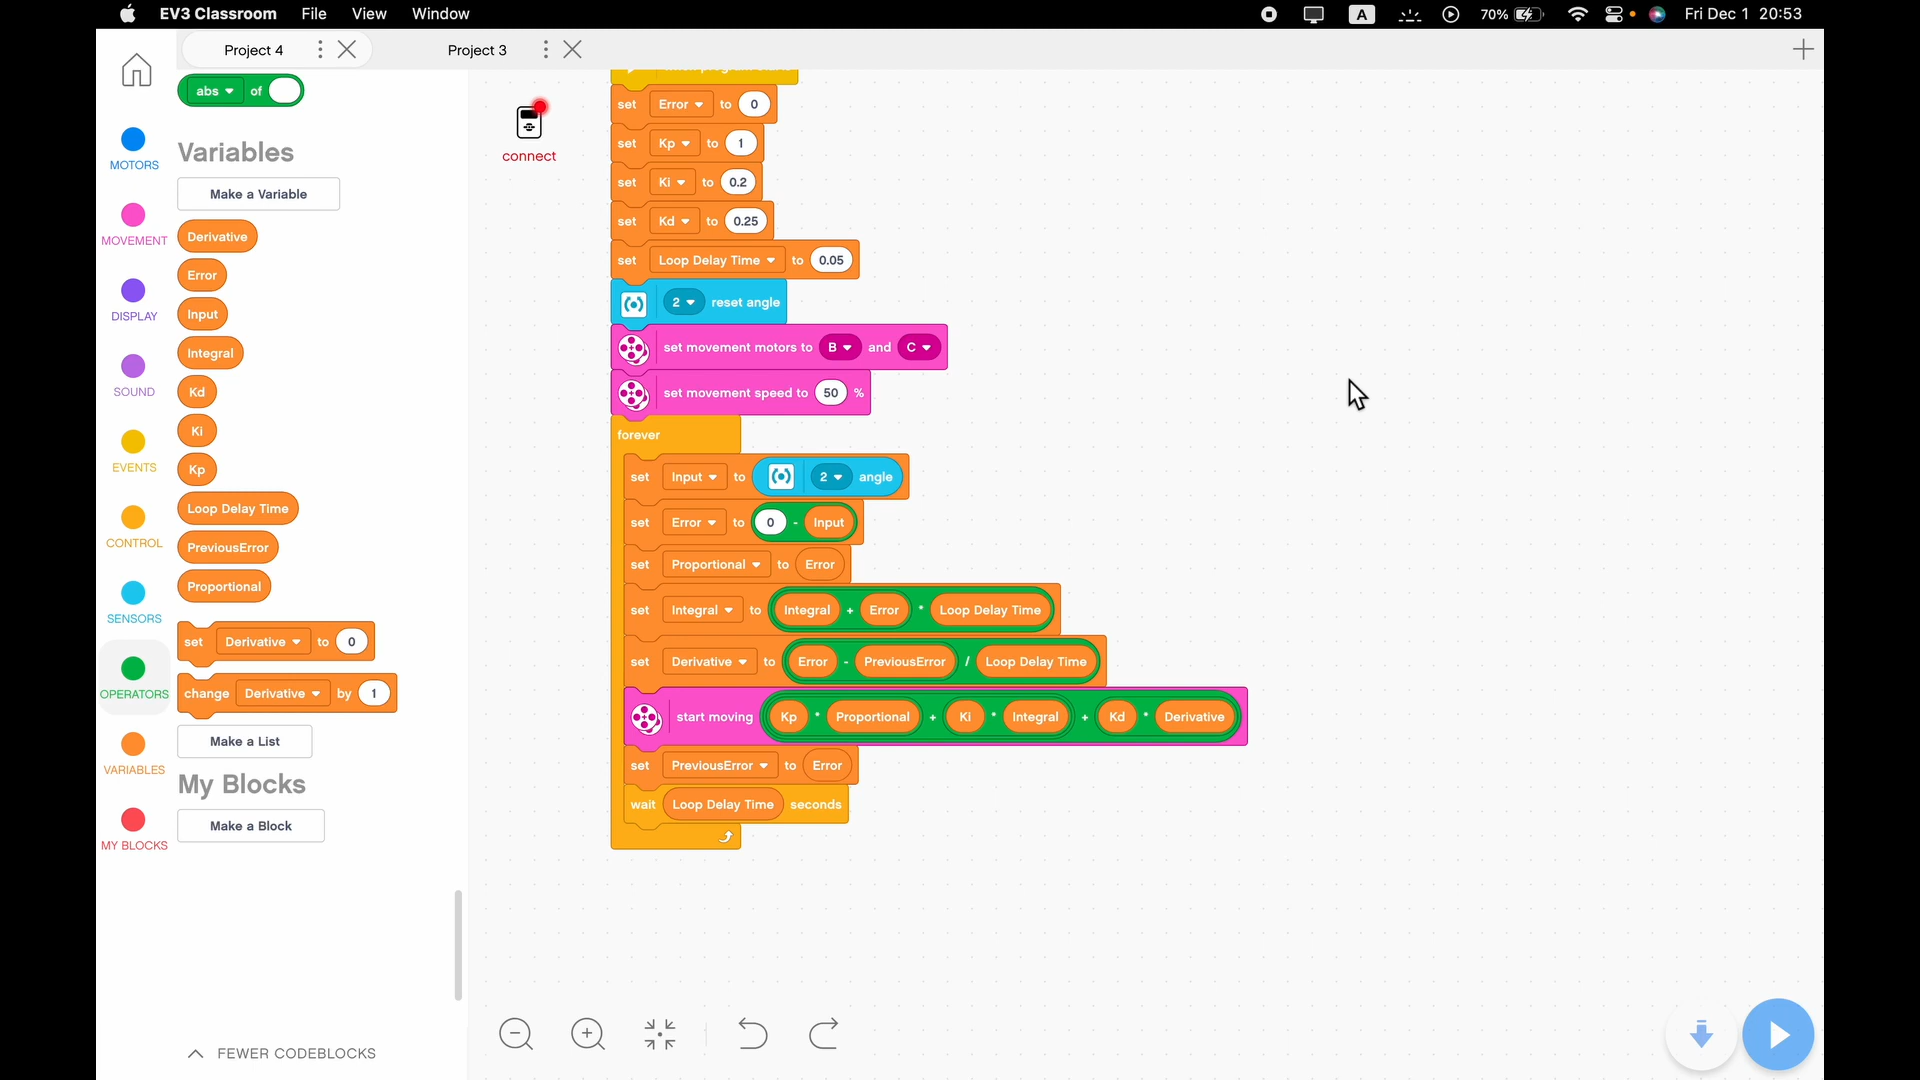 EV3 Classroom File View Window A 70% Fri Dec 1 20:53
Project 4 Project 3
abs of
MOTORS
MOVEMENT
DISPLAY
SOUND
EVENTS
CONTROL
SENSORS
OPERATORS
VARIABLES
MY BLOCKS
Variables
Make a Variable
Derivative
Error
Input
Integral
Kd
Ki
Kp
Loop Delay Time
PreviousError
Proportional
set Derivative to 0
change Derivative by 1
Make a List
My Blocks
Make a Block
FEWER CODEBLOCKS
connect
set Error to 0
set Kp to 1
set Ki to 0.2
set Kd to 0.25
set Loop Delay Time to 0.05
2 reset angle
set movement motors to B and C
set movement speed to 50 %
forever
set Input to 2 angle
set Error to 0 - Input
set Proportional to Error
set Integral to Integral + Error * Loop Delay Time
set Derivative to Error - PreviousError / Loop Delay Time
start moving Kp * Proportional + Ki * Integral + Kd * Derivative
set PreviousError to Error
wait Loop Delay Time seconds